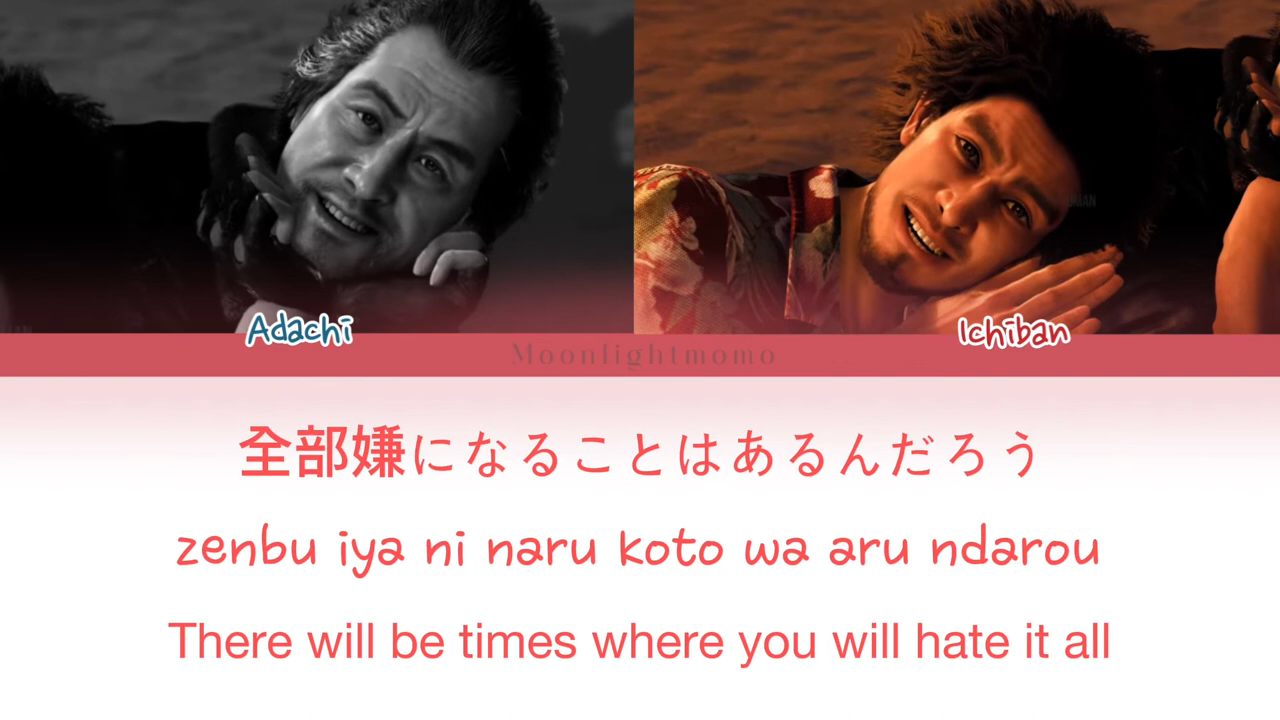 Adachi
Ichiban
Moonlightmomo
全部嫌になることはあるんだろう
zenbu iya ni naru koto wa aru ndarou
There will be times where you will hate it all